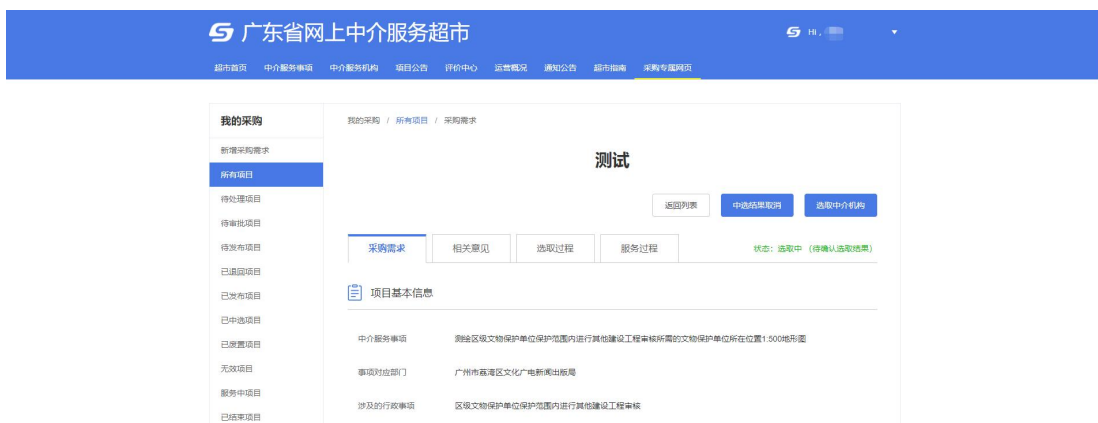 广东省网上中介服务超市
Hi,
超市首页 中介服务事项 中介服务机构 项目公告 评价中心 运营概况 通知公告 超市指南 采购专属网页
我的采购
新增采购需求
所有项目
待处理项目
待审批项目
待发布项目
已退回项目
已发布项目
已中选项目
已废置项目
无效项目
服务中项目
已结束项目
我的采购 / 所有项目 / 采购需求
测试
返回列表 中选结果取消 选取中介机构
采购需求 相关意见 选取过程 服务过程 状态：选取中 （待确认选取结果）
项目基本信息
中介服务事项 测绘区级文物保护单位保护范围内进行其他建设工程审核所需的文物保护单位所在位置1:500地形图
事项对应部门 广州市荔湾区文化广电新闻出版局
涉及的行政事项 区级文物保护单位保护范围内进行其他建设工程审核